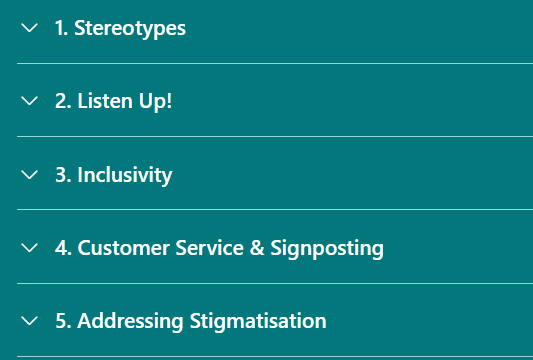 1. Stereotypes
2. Listen Up!
3. Inclusivity
4. Customer Service & Signposting
5. Addressing Stigmatisation